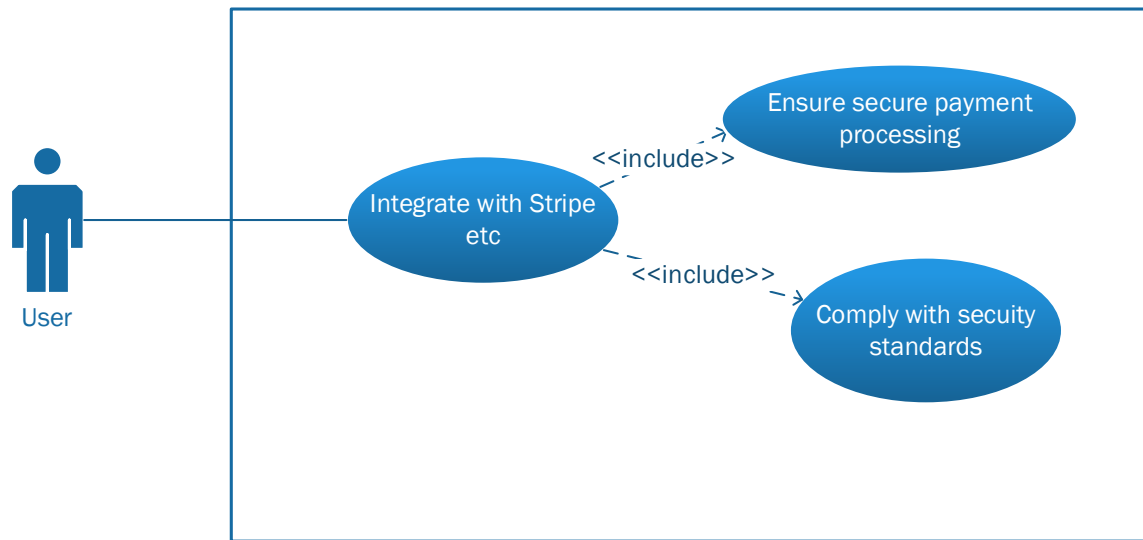 Ensure secure payment
processing
<<include>>
Integrate with Stripe
etc
<<include>>
User
Comply with secuity
standards